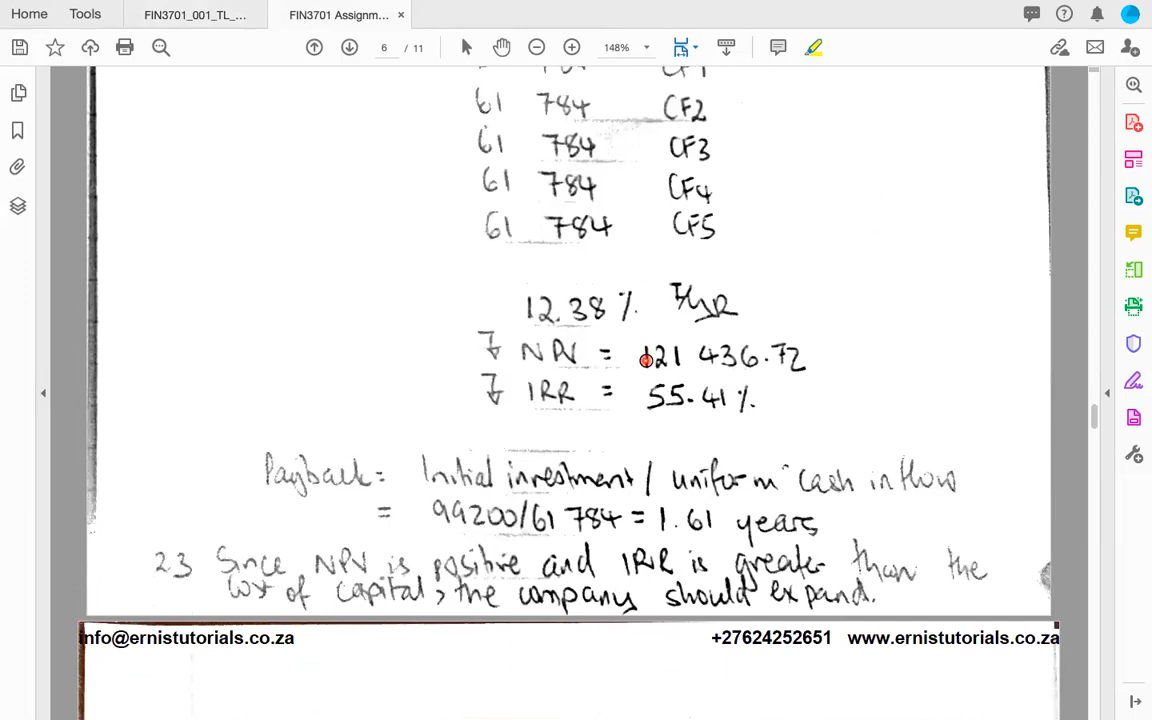 Home Tools FIN3701_001_TL_... FIN3701 Assignm... ×
6 / 11 148%
CF1
61 784 CF2
61 784 CF3
61 784 CF4
61 784 CF5
12.38 %
NPV = 121 436.72
IRR = 55.41 %
Payback = Initial investment / uniform cash inflow
= 99200/61 784 = 1.61 years
2.3 Since NPV is positive and IRR is greater than the
cost of capital, the company should expand.
info@ernistutorials.co.za +27624252651 www.ernistutorials.co.za